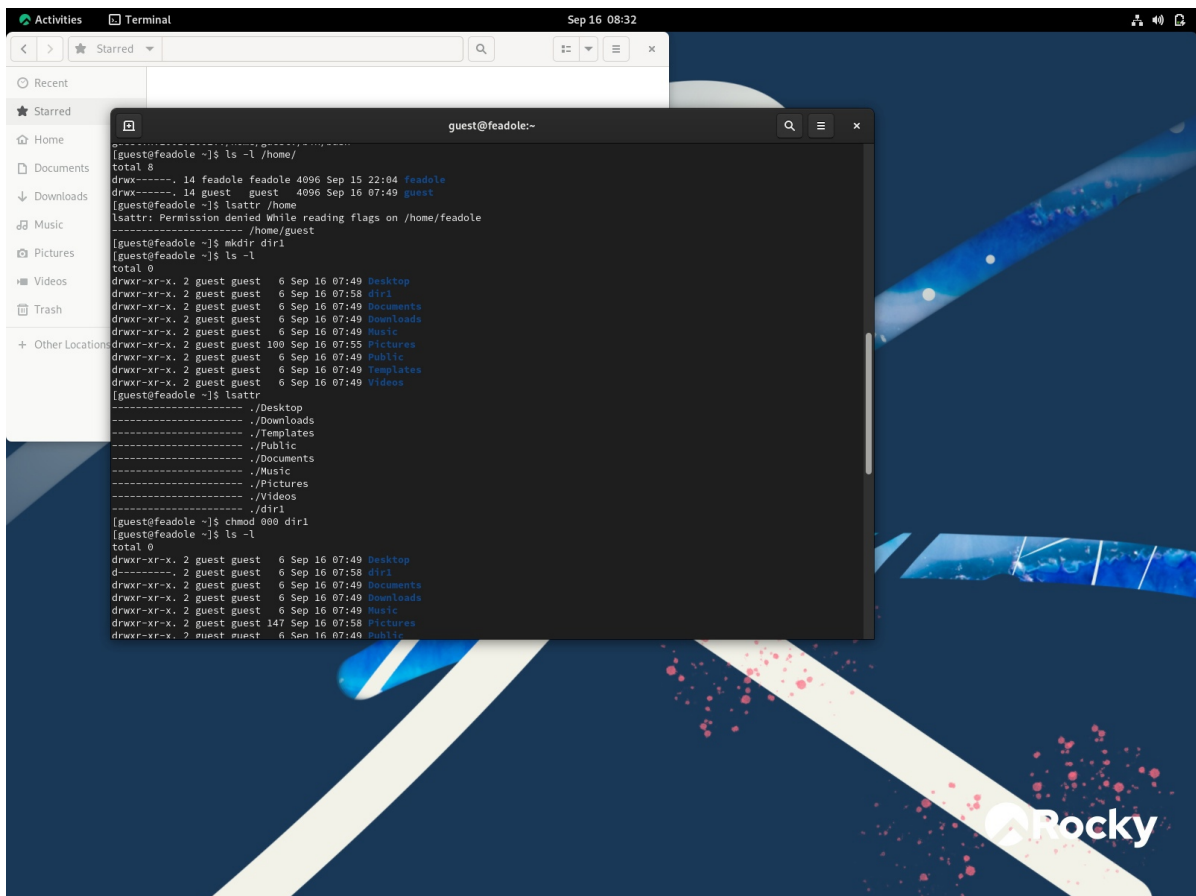 Activities Terminal Sep 16 08:32
Starred
Recent
Starred
Home
Documents
Downloads
Music
Pictures
Videos
Trash
+ Other Locations
guest@feadole:~
[guest@feadole ~]$ ls -l /home/
total 8
drwx------. 14 feadole feadole 4096 Sep 15 22:04 feadole
drwx------. 14 guest   guest   4096 Sep 16 07:49 guest
[guest@feadole ~]$ lsattr /home
lsattr: Permission denied While reading flags on /home/feadole
---------------------- /home/guest
[guest@feadole ~]$ mkdir dir1
[guest@feadole ~]$ ls -l
total 0
drwxr-xr-x. 2 guest guest   6 Sep 16 07:49 Desktop
drwxr-xr-x. 2 guest guest   6 Sep 16 07:58 dir1
drwxr-xr-x. 2 guest guest   6 Sep 16 07:49 Documents
drwxr-xr-x. 2 guest guest   6 Sep 16 07:49 Downloads
drwxr-xr-x. 2 guest guest   6 Sep 16 07:49 Music
drwxr-xr-x. 2 guest guest 100 Sep 16 07:55 Pictures
drwxr-xr-x. 2 guest guest   6 Sep 16 07:49 Public
drwxr-xr-x. 2 guest guest   6 Sep 16 07:49 Templates
drwxr-xr-x. 2 guest guest   6 Sep 16 07:49 Videos
[guest@feadole ~]$ lsattr
---------------------- ./Desktop
---------------------- ./Downloads
---------------------- ./Templates
---------------------- ./Public
---------------------- ./Documents
---------------------- ./Music
---------------------- ./Pictures
---------------------- ./Videos
---------------------- ./dir1
[guest@feadole ~]$ chmod 000 dir1
[guest@feadole ~]$ ls -l
total 0
drwxr-xr-x. 2 guest guest   6 Sep 16 07:49 Desktop
d---------. 2 guest guest   6 Sep 16 07:58 dir1
drwxr-xr-x. 2 guest guest   6 Sep 16 07:49 Documents
drwxr-xr-x. 2 guest guest   6 Sep 16 07:49 Downloads
drwxr-xr-x. 2 guest guest   6 Sep 16 07:49 Music
drwxr-xr-x. 2 guest guest 147 Sep 16 07:58 Pictures
drwxr-xr-x. 2 guest guest   6 Sep 16 07:49 Public
Rocky